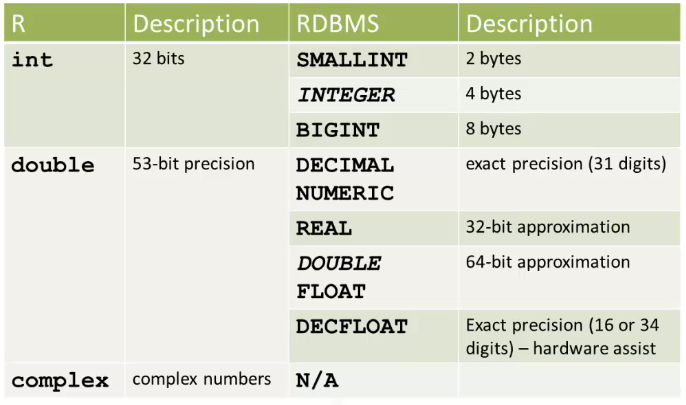 R Description RDBMS Description
int 32 bits SMALLINT 2 bytes
INTEGER 4 bytes
BIGINT 8 bytes
double 53-bit precision DECIMAL exact precision (31 digits)
NUMERIC
REAL 32-bit approximation
DOUBLE 64-bit approximation
FLOAT
DECFLOAT Exact precision (16 or 34
digits) – hardware assist
complex complex numbers N/A